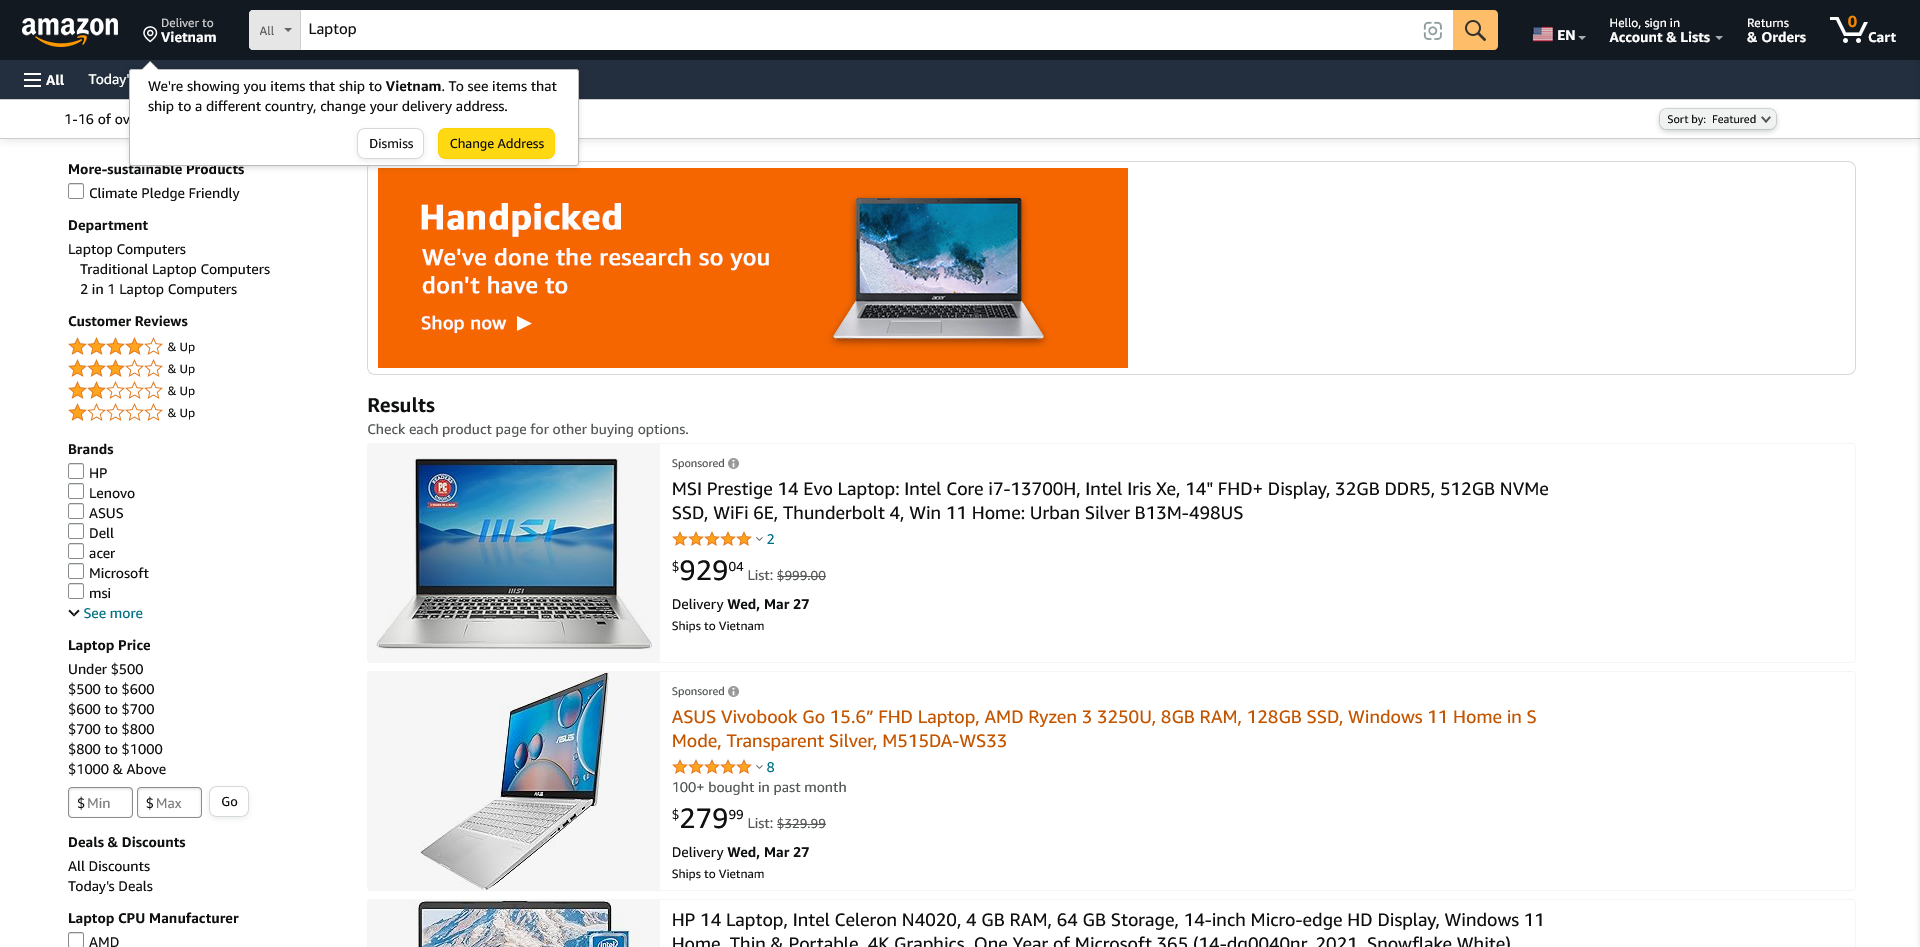 amazon
Deliver to
Vietnam
All
Laptop
EN
Hello, sign in
Account & Lists
Returns
& Orders
0
Cart
All
Today'
We're showing you items that ship to Vietnam. To see items that
ship to a different country, change your delivery address.
Dismiss
Change Address
1-16 of ov
Sort by: Featured
More-sustainable Products
Climate Pledge Friendly
Department
Laptop Computers
Traditional Laptop Computers
2 in 1 Laptop Computers
Customer Reviews
& Up
& Up
& Up
& Up
Brands
HP
Lenovo
ASUS
Dell
acer
Microsoft
msi
See more
Laptop Price
Under $500
$500 to $600
$600 to $700
$700 to $800
$800 to $1000
$1000 & Above
$ Min
$ Max
Go
Deals & Discounts
All Discounts
Today's Deals
Laptop CPU Manufacturer
AMD
Handpicked
We've done the research so you
don't have to
Shop now
acer
Results
Check each product page for other buying options.
PC
msi
msi
Sponsored
MSI Prestige 14 Evo Laptop: Intel Core i7-13700H, Intel Iris Xe, 14" FHD+ Display, 32GB DDR5, 512GB NVMe
SSD, WiFi 6E, Thunderbolt 4, Win 11 Home: Urban Silver B13M-498US
2
$929.04 List: $999.00
Delivery Wed, Mar 27
Ships to Vietnam
ASUS
Sponsored
ASUS Vivobook Go 15.6” FHD Laptop, AMD Ryzen 3 3250U, 8GB RAM, 128GB SSD, Windows 11 Home in S
Mode, Transparent Silver, M515DA-WS33
8
100+ bought in past month
$279.99 List: $329.99
Delivery Wed, Mar 27
Ships to Vietnam
intel
HP 14 Laptop, Intel Celeron N4020, 4 GB RAM, 64 GB Storage, 14-inch Micro-edge HD Display, Windows 11
Home, Thin & Portable, 4K Graphics, One Year of Microsoft 365 (14-dq0040nr, 2021, Snowflake White)